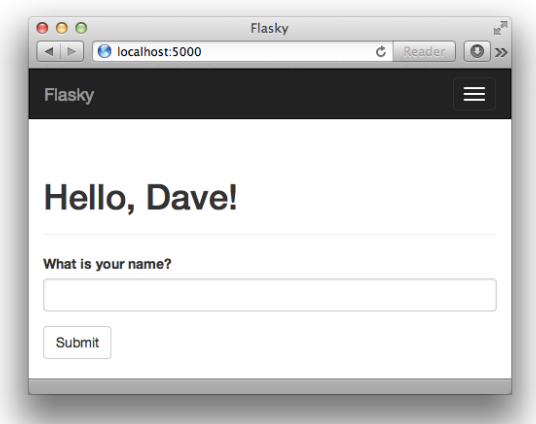 Flasky
localhost:5000
Reader
Flasky
Hello, Dave!
What is your name?
Submit